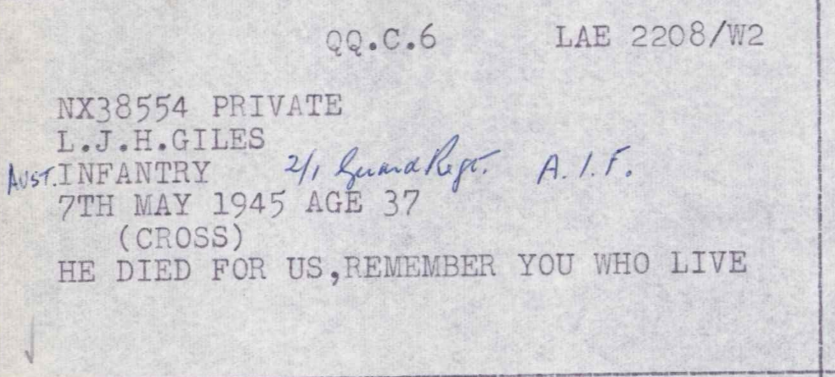 QQ.C.6 LAE 2208/W2
NX38554 PRIVATE
L.J.H.GILES
AUST. INFANTRY 2/1 Guard Regt. A.I.F.
7TH MAY 1945 AGE 37
(CROSS)
HE DIED FOR US,REMEMBER YOU WHO LIVE